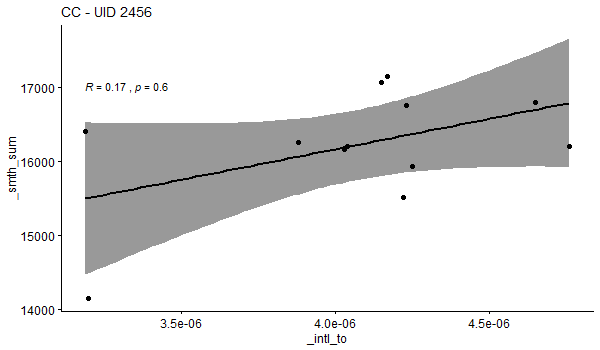 CC - UID 2456
R = 0.17 , p = 0.6
_smth_sum
17000
16000
15000
14000
3.5e-06 4.0e-06 4.5e-06
_intl_to